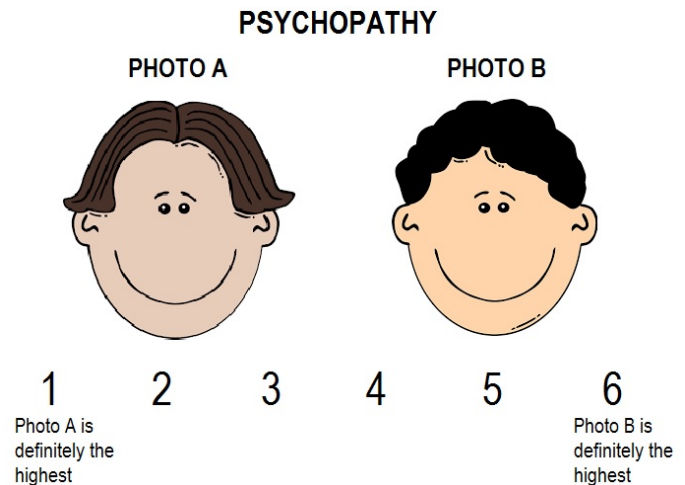 PSYCHOPATHY
PHOTO A
PHOTO B
1 2 3 4 5 6
Photo A is
definitely the
highest
Photo B is
definitely the
highest